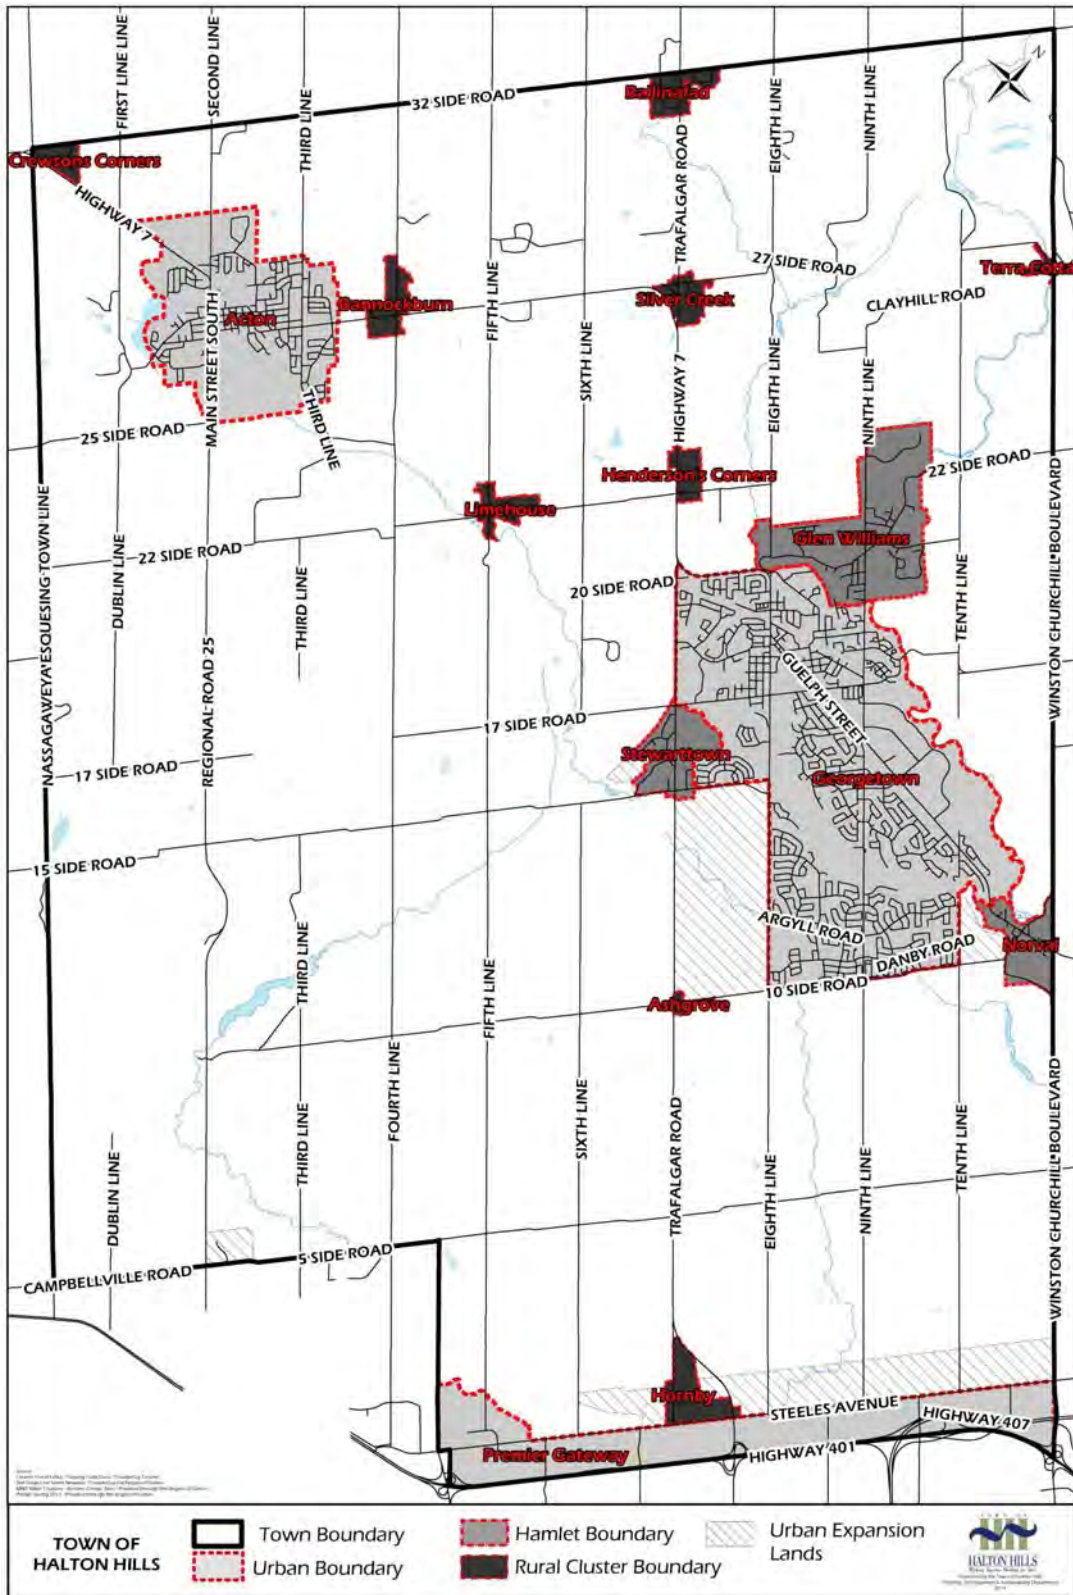 FIRST LINE LINE
SECOND LINE
THIRD LINE
32 SIDE ROAD
Ballinafad
TRAFALGAR ROAD
EIGHTH LINE
NINTH LINE
N
Crewsons Corners
HIGHWAY 7
27 SIDE ROAD
Terra Cotta
Bannockburn
Silver Creek
CLAYHILL ROAD
Acton
MAIN STREET SOUTH
FIFTH LINE
SIXTH LINE
HIGHWAY 7
EIGHTH LINE
NINTH LINE
THIRD LINE
25 SIDE ROAD
22 SIDE ROAD
Henderson's Corners
Limehouse
Glen Williams
22 SIDE ROAD
20 SIDE ROAD
DUBLIN LINE
THIRD LINE
TENTH LINE
NASSAGAWEYA-ESQUESING TOWN LINE
WINSTON CHURCHILL BOULEVARD
REGIONAL ROAD 25
GUELPH STREET
17 SIDE ROAD
Stewarttown
17 SIDE ROAD
Georgetown
15 SIDE ROAD
ARGYLL ROAD
DANBY ROAD
Norval
THIRD LINE
FIFTH LINE
10 SIDE ROAD
Ashgrove
FOURTH LINE
SIXTH LINE
TRAFALGAR ROAD
EIGHTH LINE
NINTH LINE
TENTH LINE
WINSTON CHURCHILL BOULEVARD
DUBLIN LINE
THIRD LINE
5 SIDE ROAD
CAMPBELLVILLE ROAD
Hornby
STEELES AVENUE
HIGHWAY 407
Premier Gateway
HIGHWAY 401
TOWN OF
HALTON HILLS
Town Boundary
Urban Boundary
Hamlet Boundary
Rural Cluster Boundary
Urban Expansion
Lands
TOWN OF
HALTON HILLS